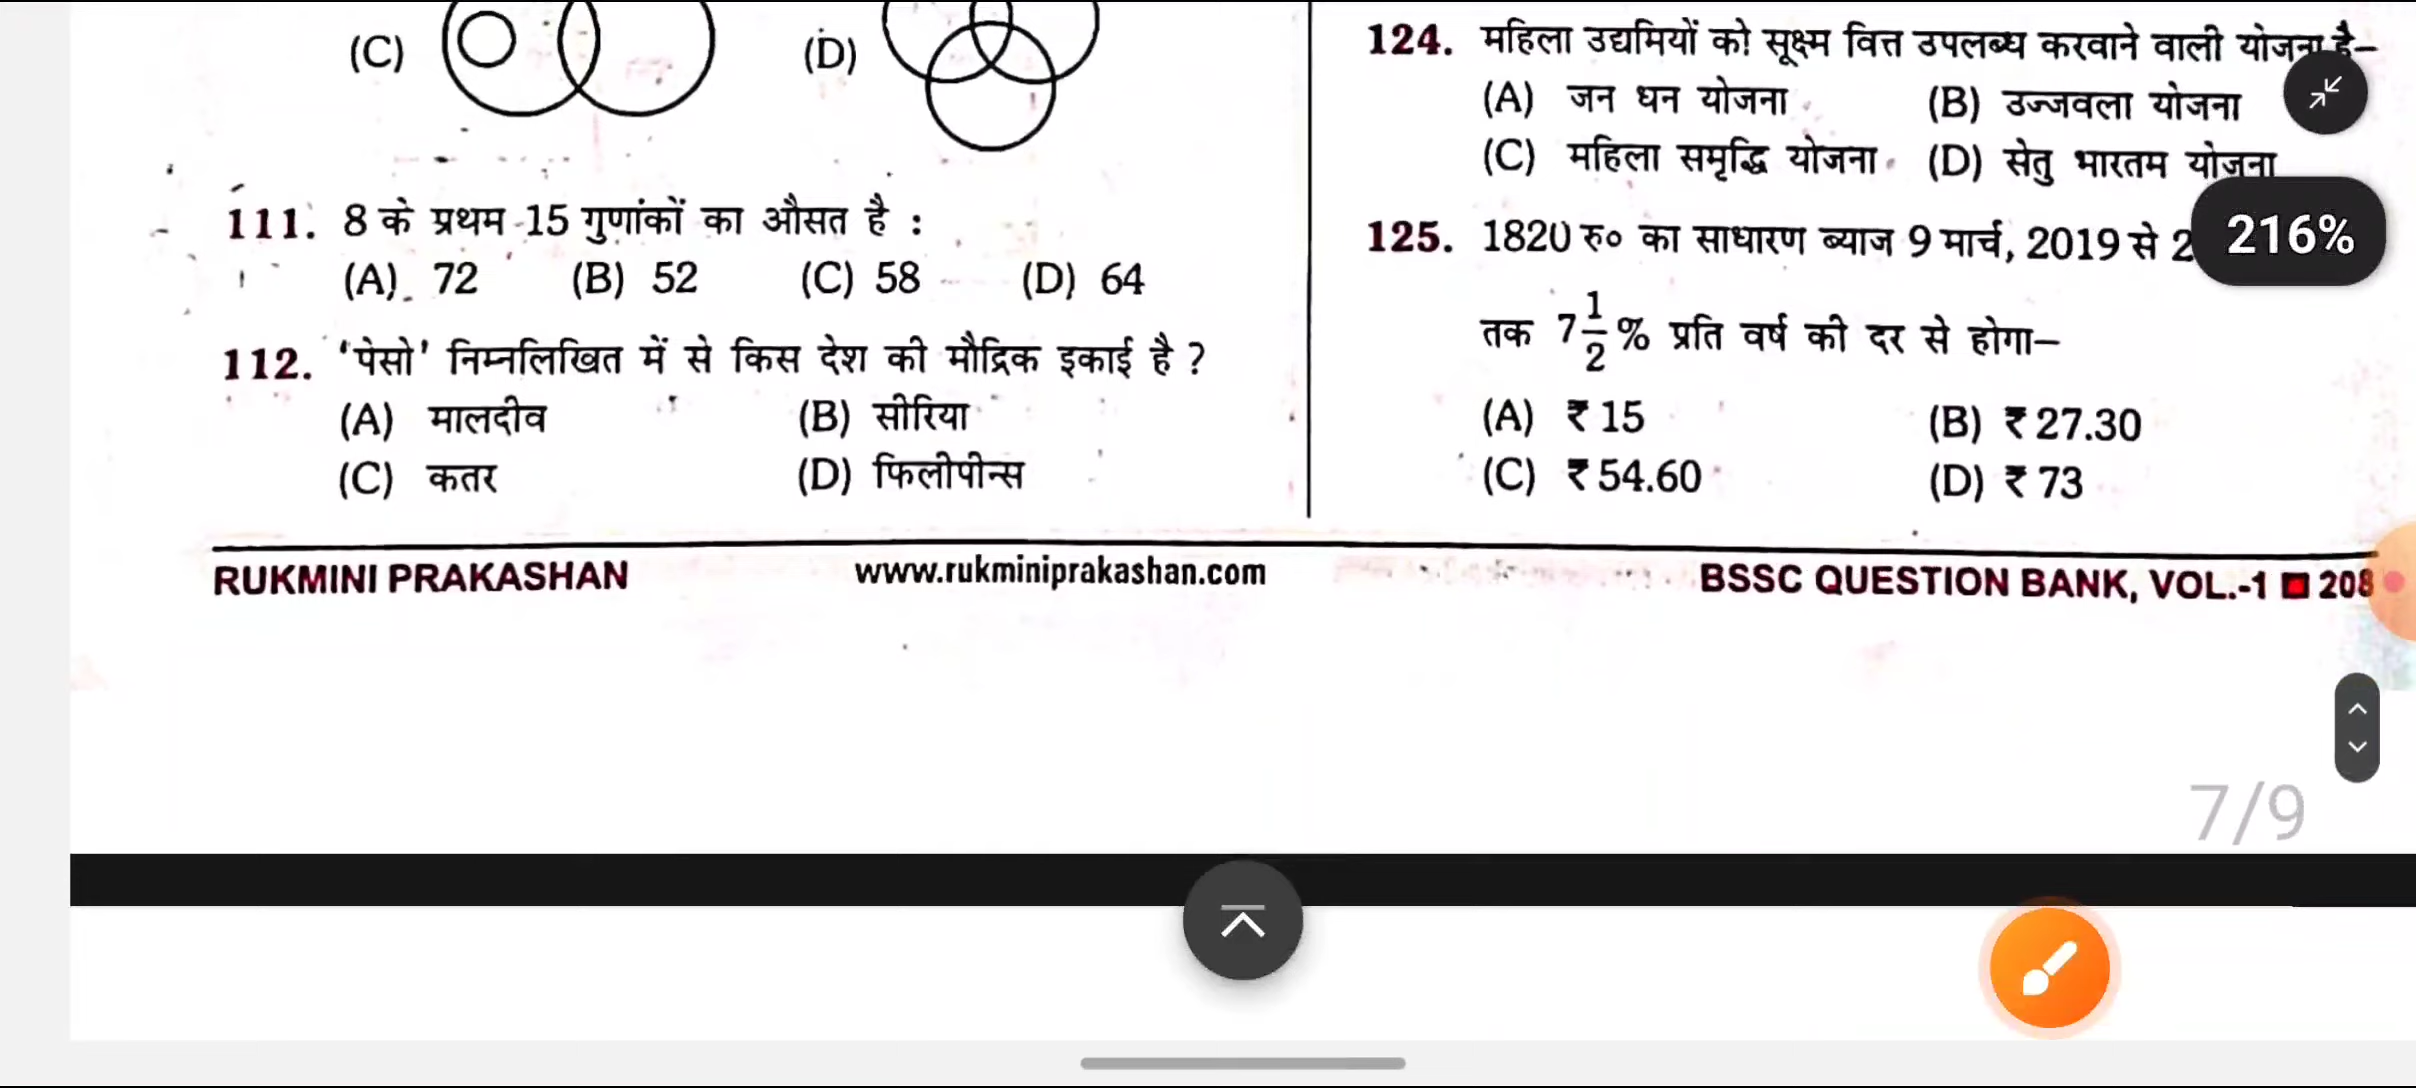 (C)
(D)
111. 8 के प्रथम 15 गुणांकों का औसत है :
(A) 72 (B) 52 (C) 58 (D) 64
112. 'पेसो' निम्नलिखित में से किस देश की मौद्रिक इकाई है ?
(A) मालदीव (B) सीरिया
(C) कतर (D) फिलीपीन्स
124. महिला उद्यमियों को सूक्ष्म वित्त उपलब्ध करवाने वाली योजना है–
(A) जन धन योजना (B) उज्जवला योजना
(C) महिला समृद्धि योजना (D) सेतु भारतम योजना
125. 1820 रु० का साधारण ब्याज 9 मार्च, 2019 से 2
216%
तक 7 1/2 % प्रति वर्ष की दर से होगा–
(A) ₹ 15 (B) ₹ 27.30
(C) ₹ 54.60 (D) ₹ 73
RUKMINI PRAKASHAN www.rukminiprakashan.com BSSC QUESTION BANK, VOL.-1 ■ 208
7/9